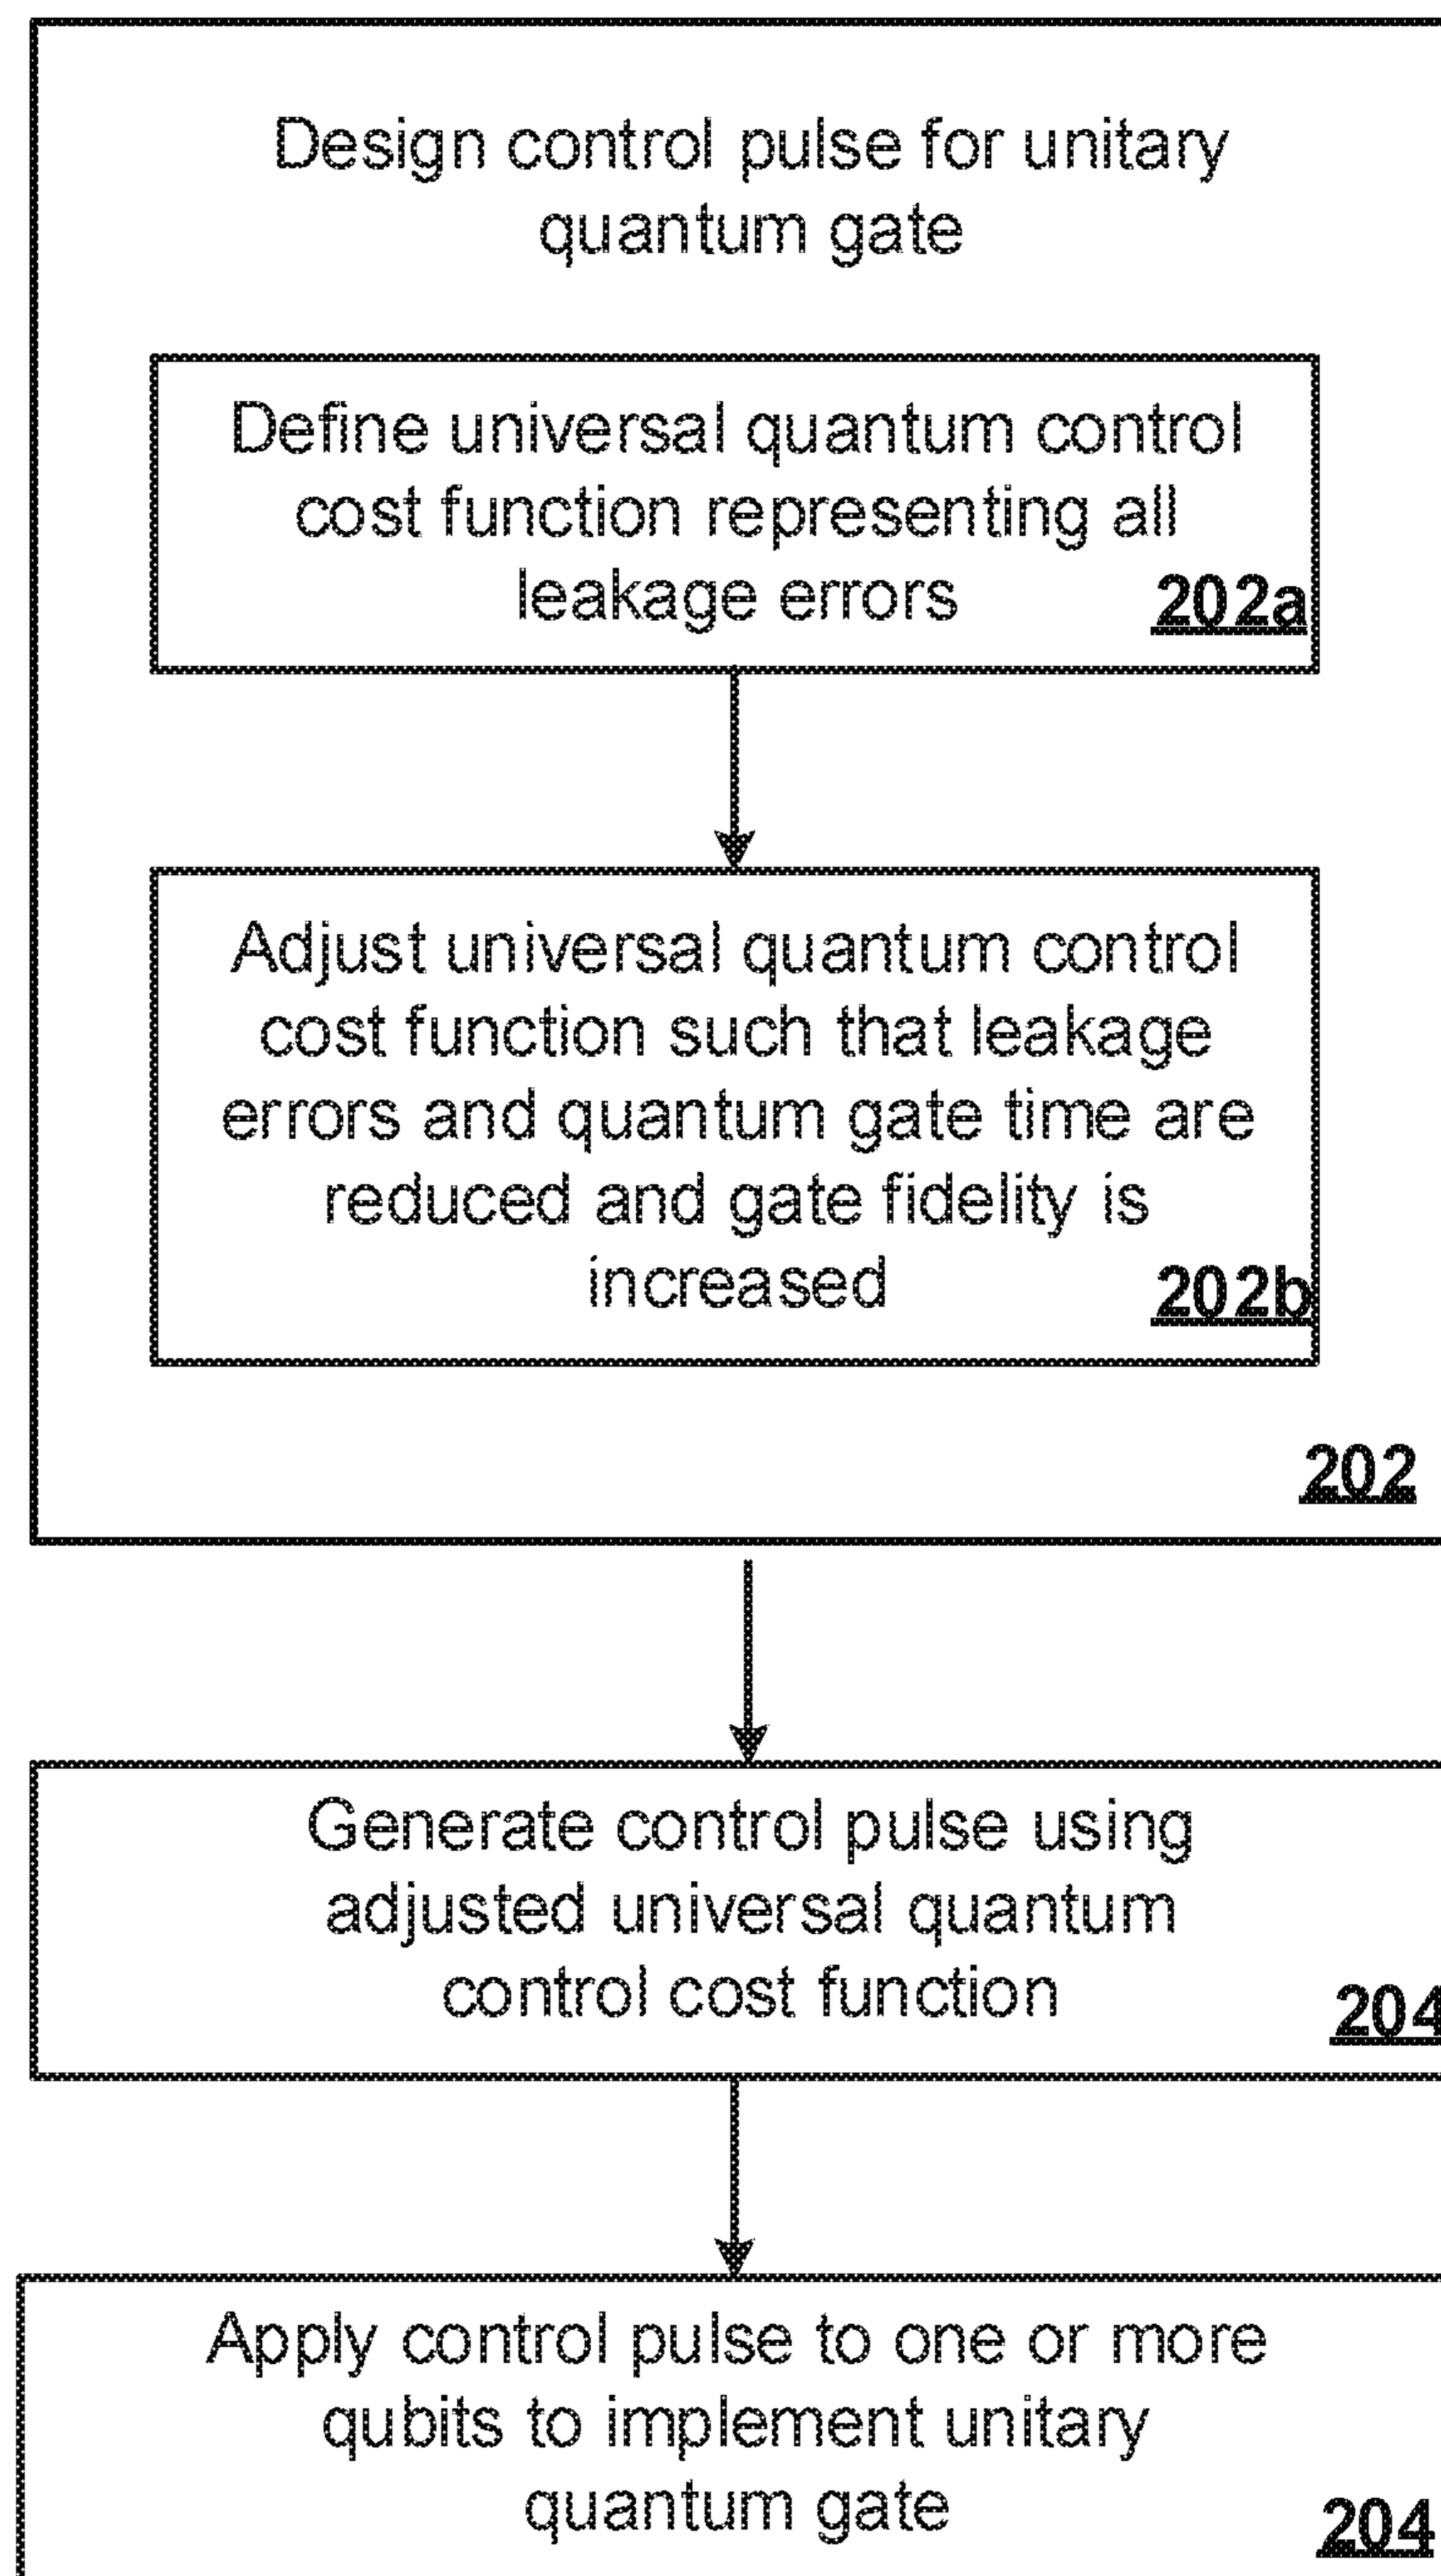 Design control pulse for unitary
quantum gate
Define universal quantum control
cost function representing all
leakage errors
202a
Adjust universal quantum control
cost function such that leakage
errors and quantum gate time are
reduced and gate fidelity is
increased
202b
202
Generate control pulse using
adjusted universal quantum
control cost function
204
Apply control pulse to one or more
qubits to implement unitary
quantum gate
204